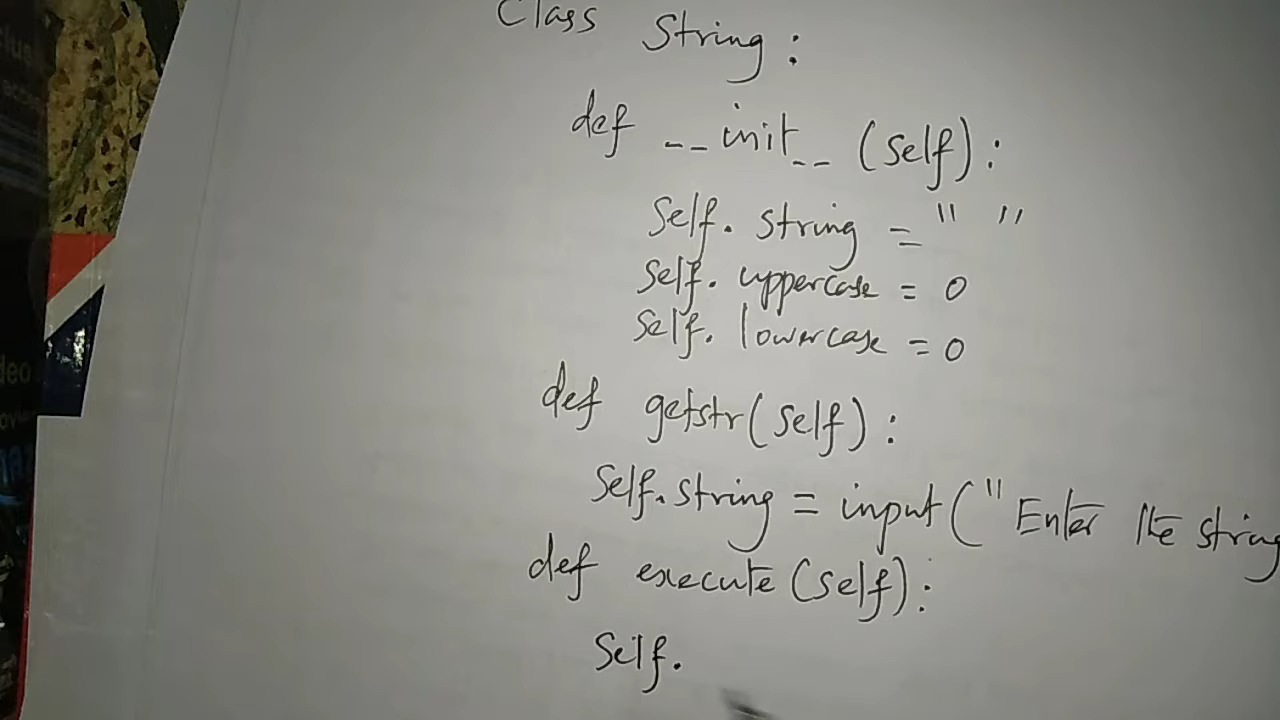 Class String:
def __init__ (self):
Self. string = " "
Self. uppercase = 0
Self. lowercase = 0
def getstr(self):
Self.string = input("Enter the string
def execute(self):
Self.